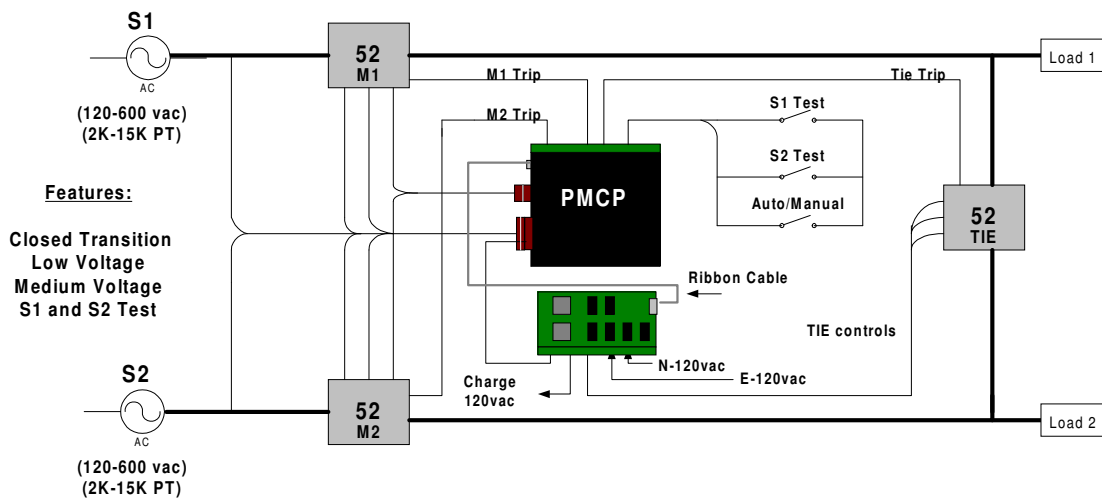 S1
AC
(120-600 vac)
(2K-15K PT)
52
M1
M1 Trip
M2 Trip
Tie Trip
Load 1
S1 Test
S2 Test
Auto/Manual
PMCP
52
TIE
Features:
Closed Transition
Low Voltage
Medium Voltage
S1 and S2 Test
Ribbon Cable
TIE controls
N-120vac
E-120vac
Charge
120vac
S2
AC
(120-600 vac)
(2K-15K PT)
52
M2
Load 2